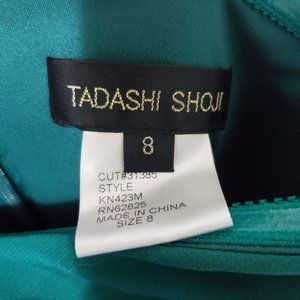 TADASHI SHOJI
8
CUT#31385
STYLE
KN423M
RN62825
MADE IN CHINA
SIZE 8